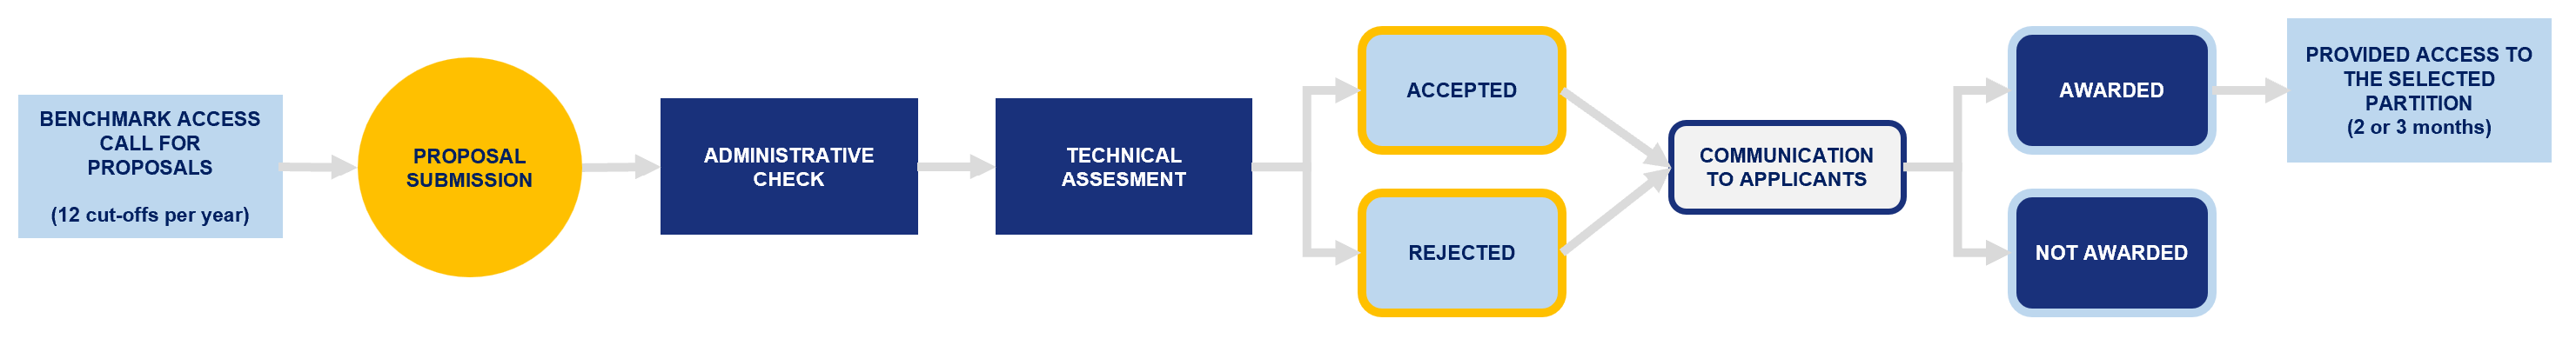 BENCHMARK ACCESS
CALL FOR
PROPOSALS
(12 cut-offs per year)
PROPOSAL
SUBMISSION
ADMINISTRATIVE
CHECK
TECHNICAL
ASSESMENT
ACCEPTED
REJECTED
COMMUNICATION
TO APPLICANTS
AWARDED
NOT AWARDED
PROVIDED ACCESS TO
THE SELECTED
PARTITION
(2 or 3 months)